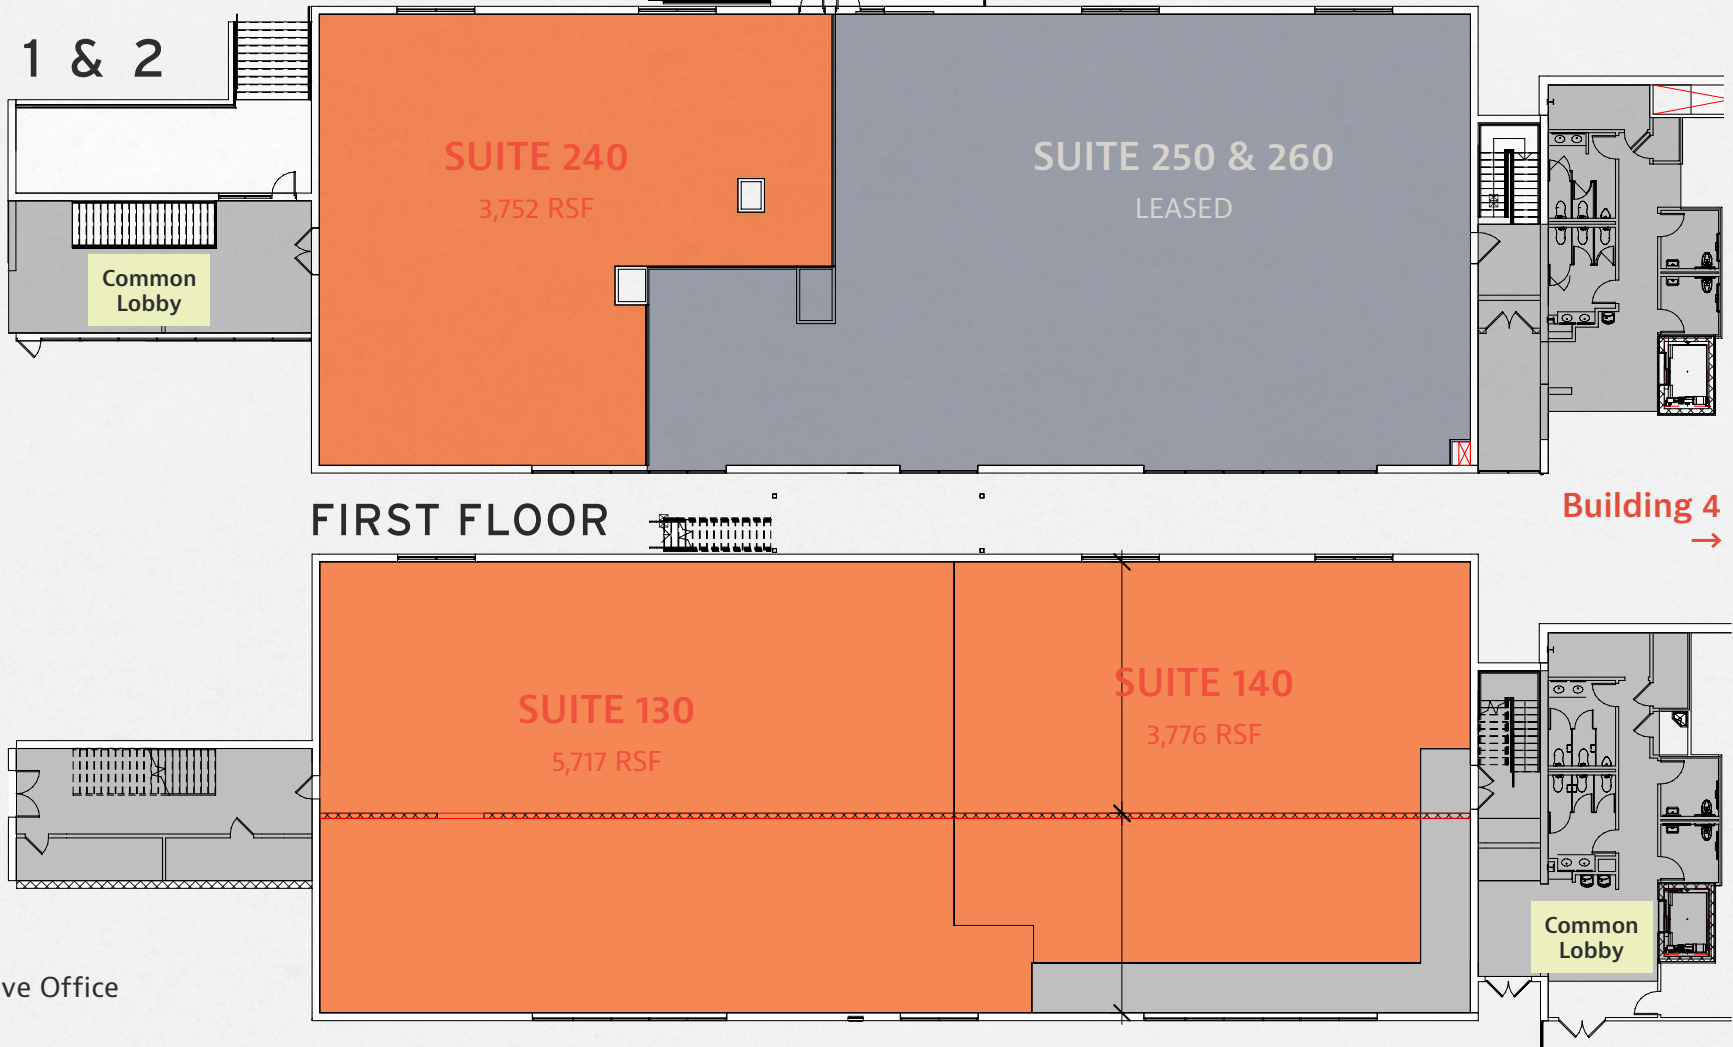 1 & 2
SUITE 240
3,752 RSF
SUITE 250 & 260
LEASED
Common
Lobby
FIRST FLOOR
Building 4
→
SUITE 130
5,717 RSF
SUITE 140
3,776 RSF
Common
Lobby
ve Office